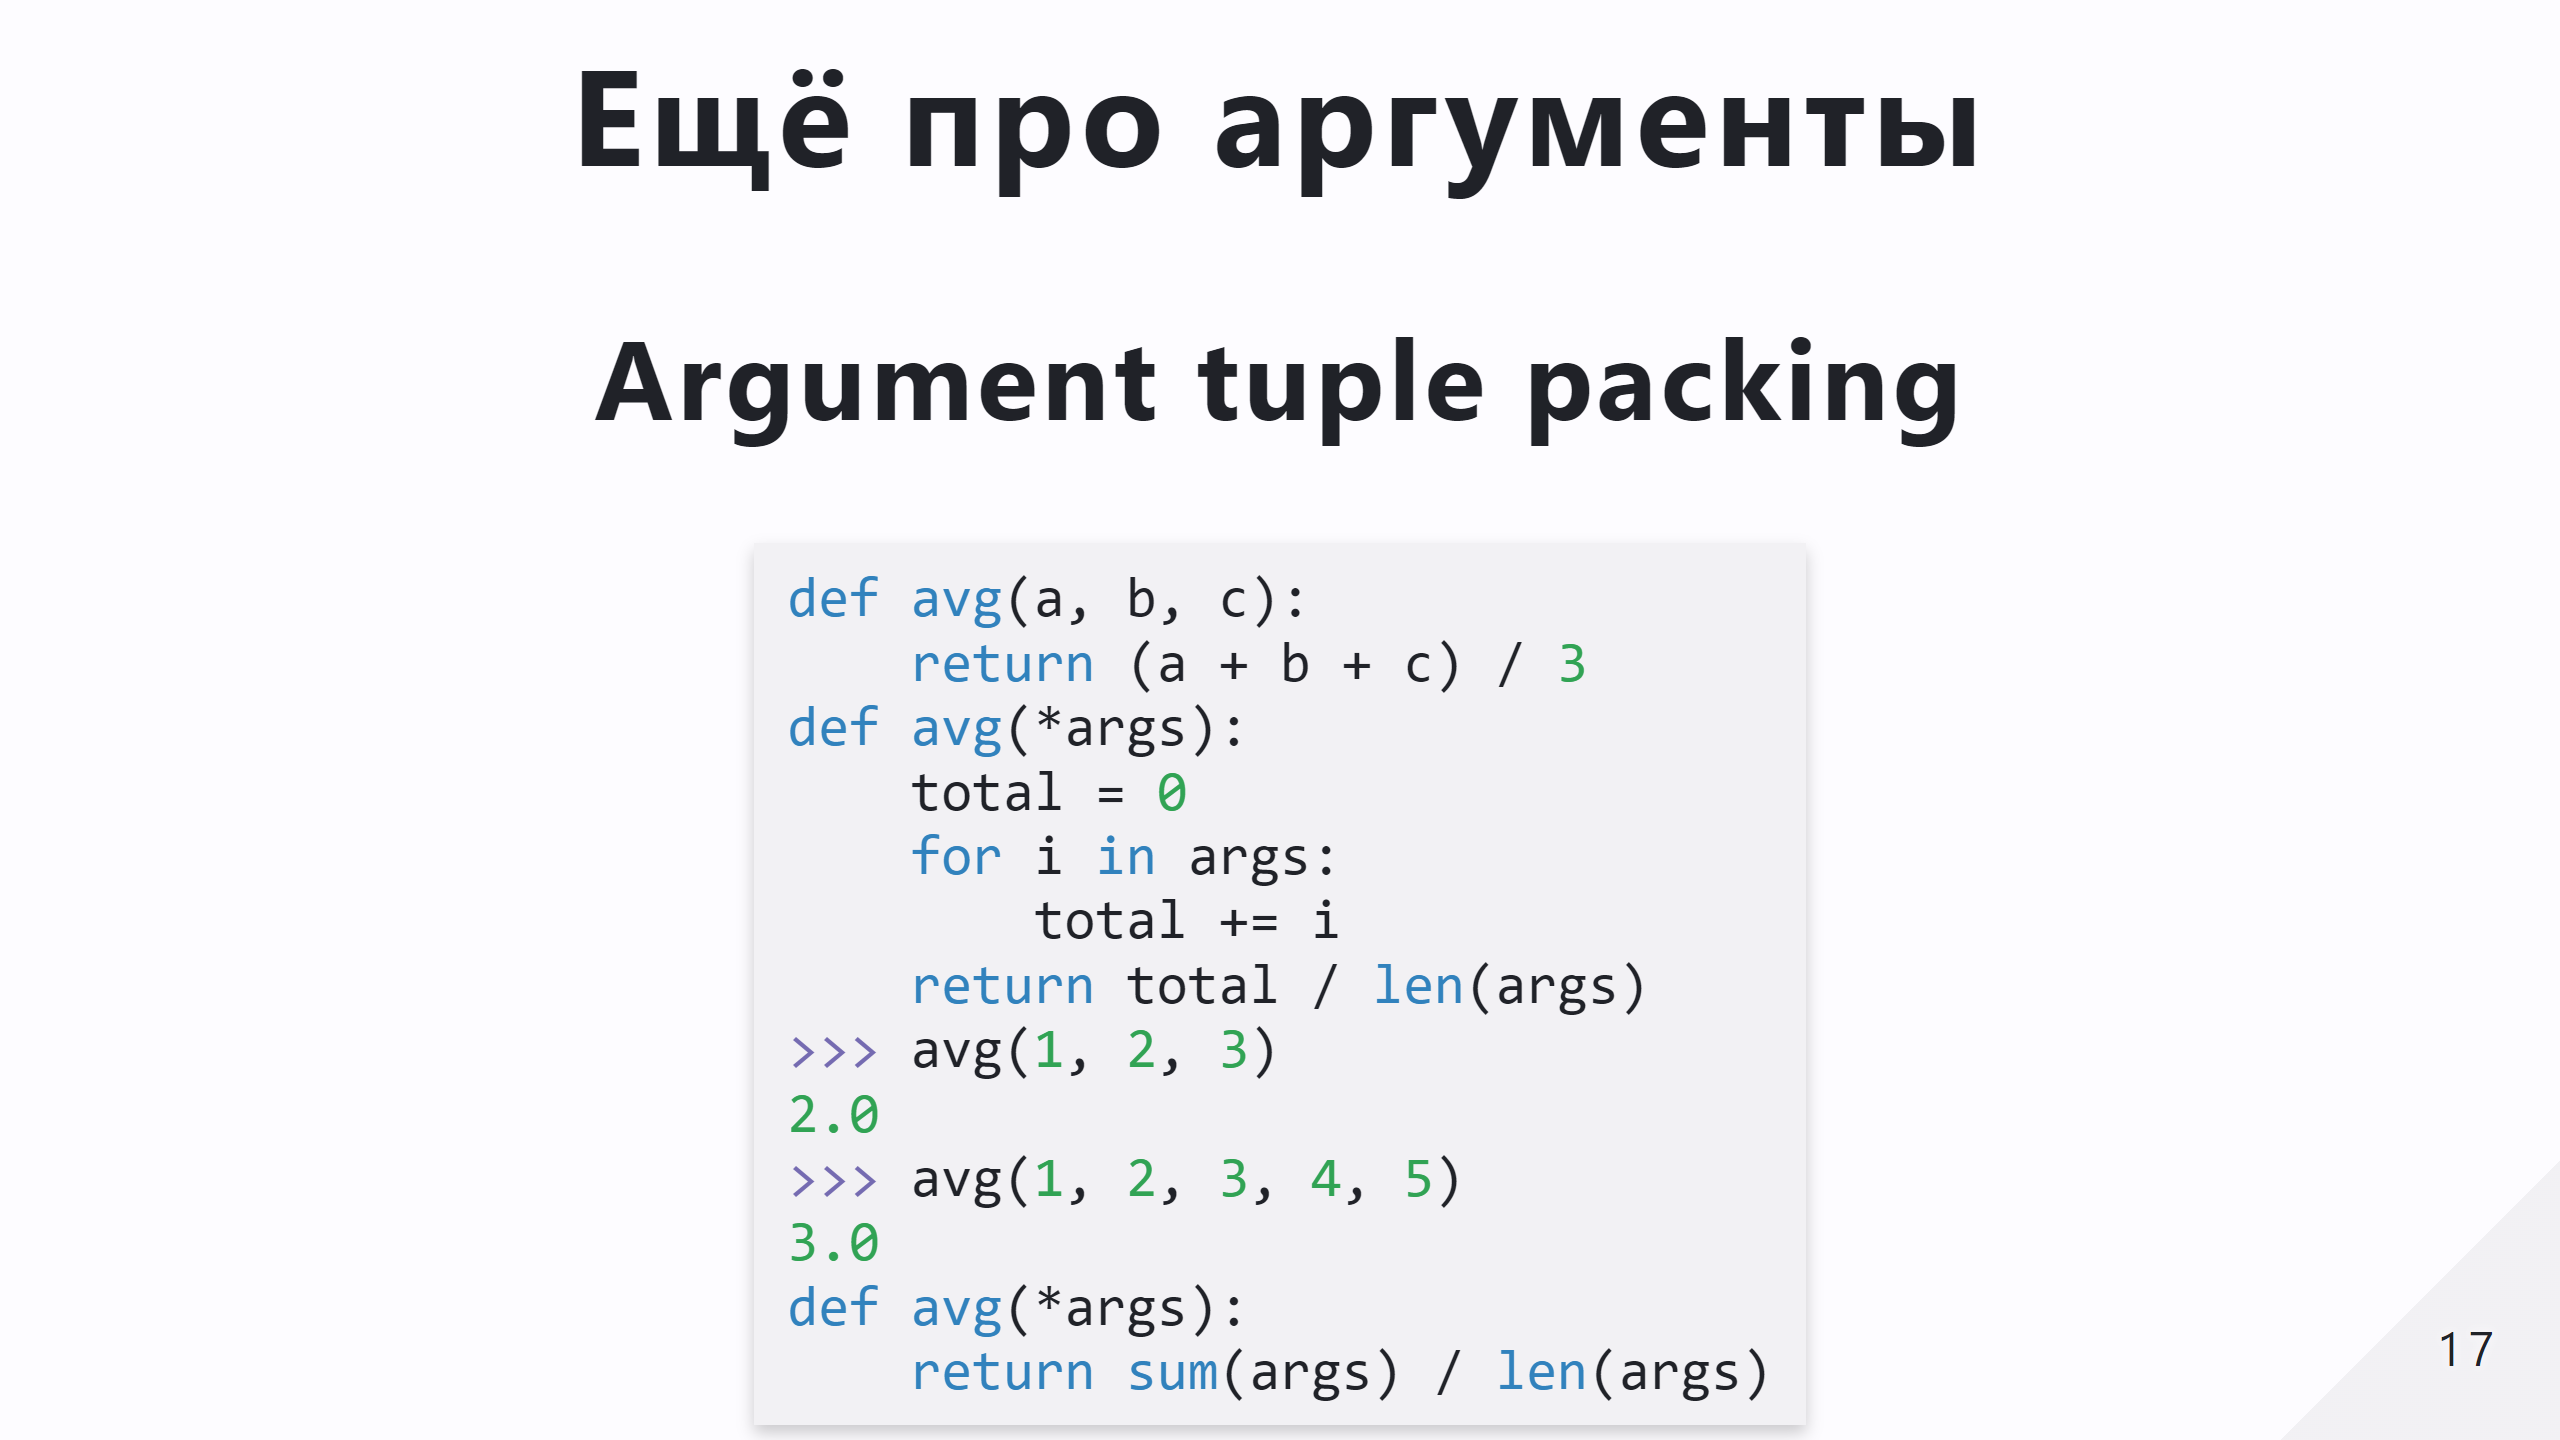 Ещё про аргументы
Argument tuple packing
def avg(a, b, c):
    return (a + b + c) / 3
def avg(*args):
    total = 0
    for i in args:
        total += i
    return total / len(args)
>>> avg(1, 2, 3)
2.0
>>> avg(1, 2, 3, 4, 5)
3.0
def avg(*args):
    return sum(args) / len(args)
17